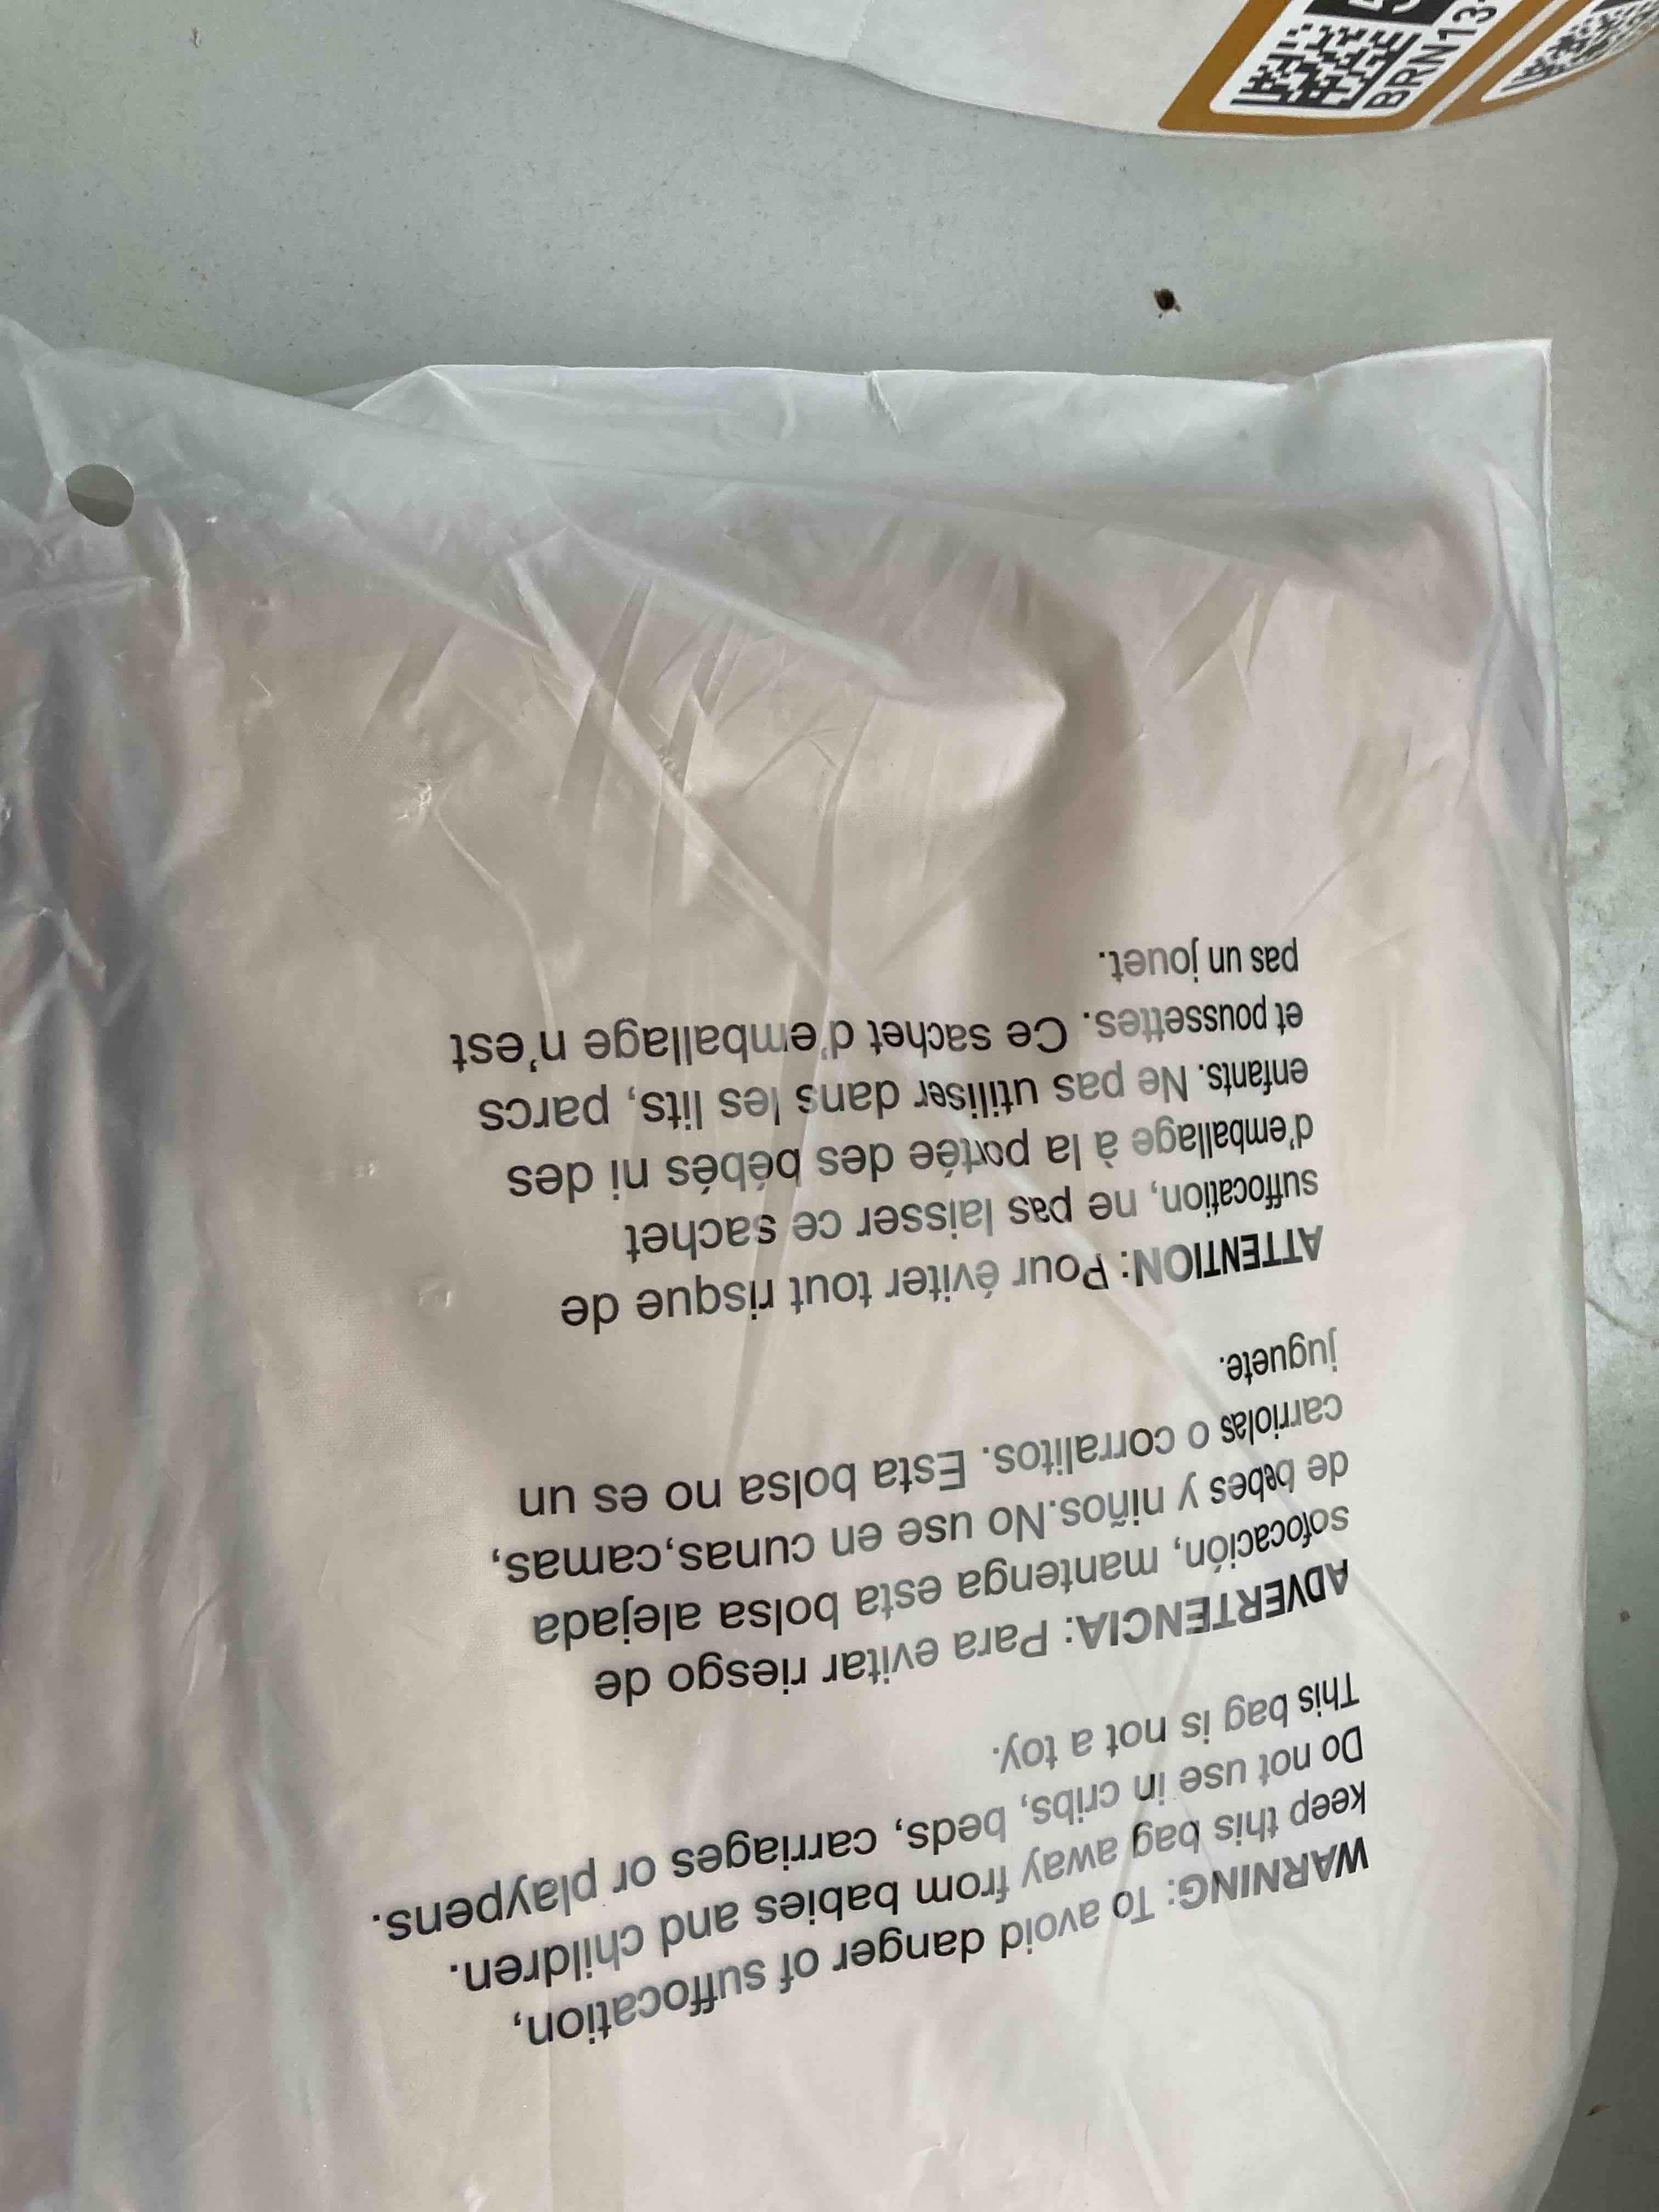 WARNING: To avoid danger of suffocation,
keep this bag away from babies and children.
Do not use in cribs, beds, carriages or playpens.
This bag is not a toy.
ADVERTENCIA: Para evitar riesgo de
sofocación, mantenga esta bolsa alejada
de bebes y niños.No use en cunas,camas,
carriolas o corralitos. Esta bolsa no es un
juguete.
ATTENTION: Pour éviter tout risque de
suffocation, ne pas laisser ce sachet
d'emballage à la portée des bébés ni des
enfants. Ne pas utiliser dans les lits, parcs
et poussettes. Ce sachet d'emballage n'est
pas un jouet.
BRN13